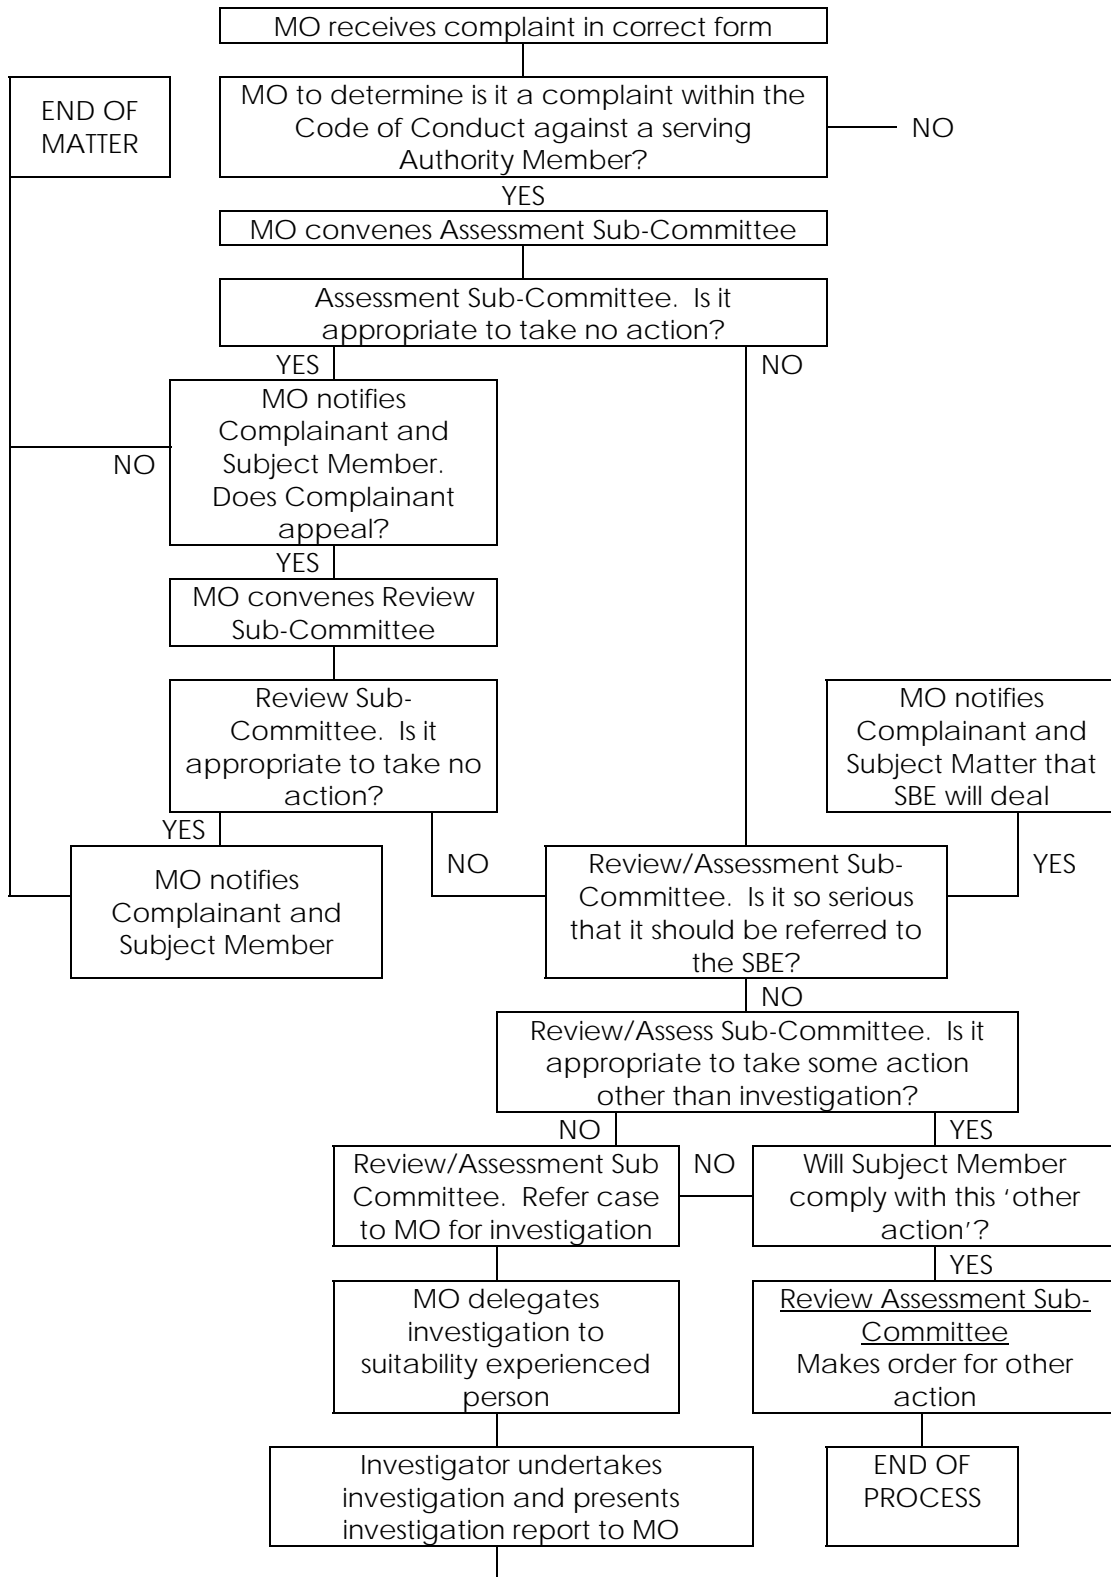 MO receives complaint in correct form
END OF
MATTER
MO to determine is it a complaint within the
Code of Conduct against a serving
Authority Member?
NO
YES
MO convenes Assessment Sub-Committee
Assessment Sub-Committee.  Is it
appropriate to take no action?
YES
NO
MO notifies
Complainant and
Subject Member.
Does Complainant
appeal?
NO
YES
MO convenes Review
Sub-Committee
Review Sub-
Committee.  Is it
appropriate to take no
action?
MO notifies
Complainant and
Subject Matter that
SBE will deal
YES
NO
YES
MO notifies
Complainant and
Subject Member
Review/Assessment Sub-
Committee.  Is it so serious
that it should be referred to
the SBE?
NO
Review/Assess Sub-Committee.  Is it
appropriate to take some action
other than investigation?
NO
YES
Review/Assessment Sub
Committee.  Refer case
to MO for investigation
NO
Will Subject Member
comply with this ‘other
action’?
YES
MO delegates
investigation to
suitability experienced
person
Review Assessment Sub-
Committee
Makes order for other
action
Investigator undertakes
investigation and presents
investigation report to MO
END OF
PROCESS